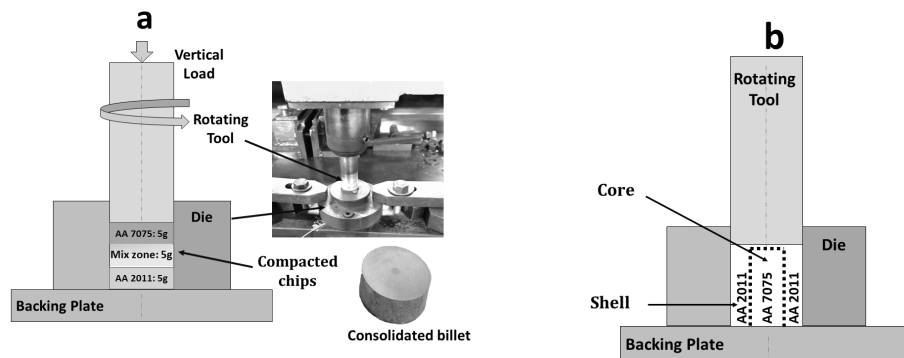 a
Vertical
Load
Rotating
Tool
Die
AA 7075: 5g
Mix zone: 5g
AA 2011: 5g
Compacted
chips
Backing Plate
Consolidated billet
b
Rotating
Tool
Core
Die
Shell
AA 2011
AA 7075
AA 2011
Backing Plate